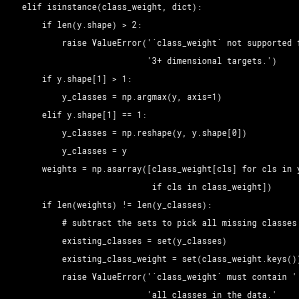 elif isinstance(class_weight, dict):
if len(y.shape) > 2:
raise ValueError('`class_weight` not supported
'3+ dimensional targets.')
if y.shape[1] > 1:
y_classes = np.argmax(y, axis=1)
elif y.shape[1] == 1:
y_classes = np.reshape(y, y.shape[0])
y_classes = y
weights = np.asarray([class_weight[cls] for cls in y
if cls in class_weight])
if len(weights) != len(y_classes):
# subtract the sets to pick all missing classes
existing_classes = set(y_classes)
existing_class_weight = set(class_weight.keys())
raise ValueError('`class_weight` must contain '
'all classes in the data.'